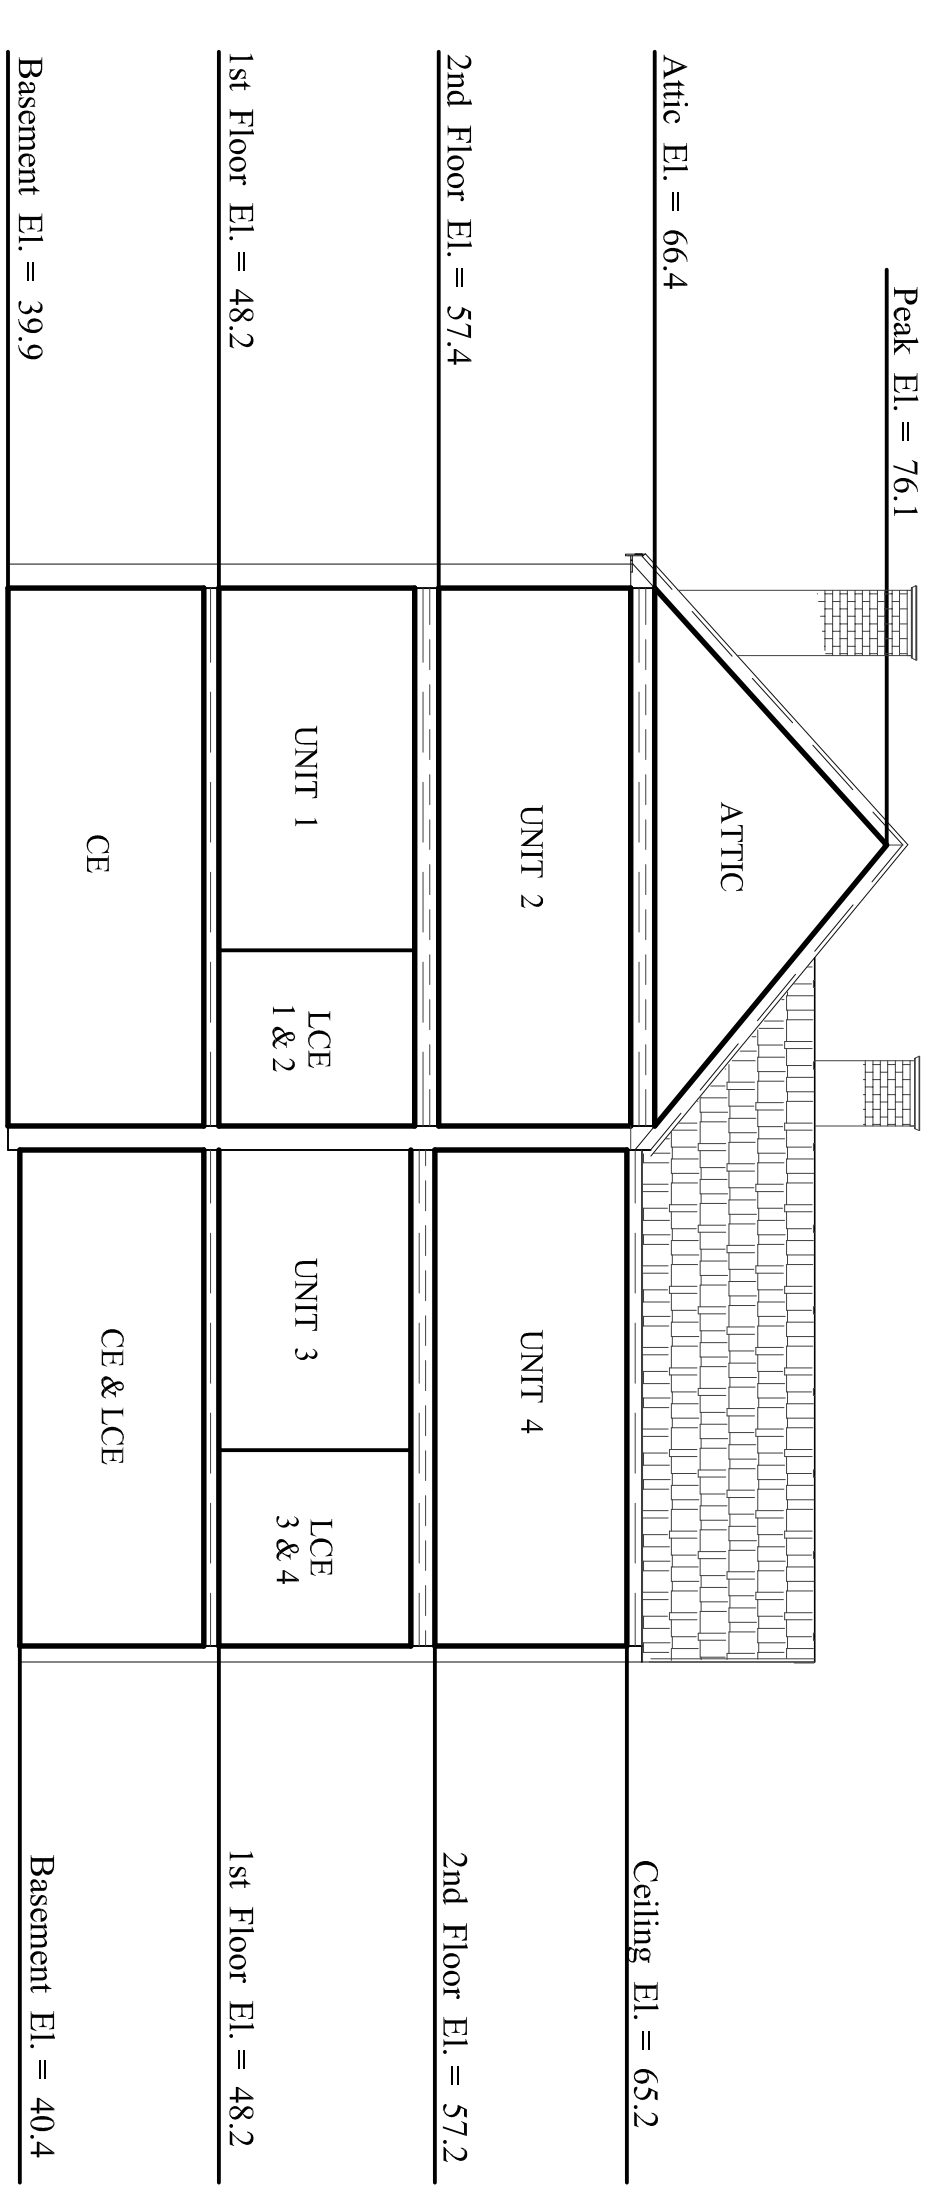 Peak El. = 76.1
Attic El. = 66.4
2nd Floor El. = 57.4
1st Floor El. = 48.2
Basement El. = 39.9
ATTIC
UNIT 2
UNIT 1
LCE
1 & 2
CE
UNIT 4
UNIT 3
LCE
3 & 4
CE & LCE
Ceiling El. = 65.2
2nd Floor El. = 57.2
1st Floor El. = 48.2
Basement El. = 40.4